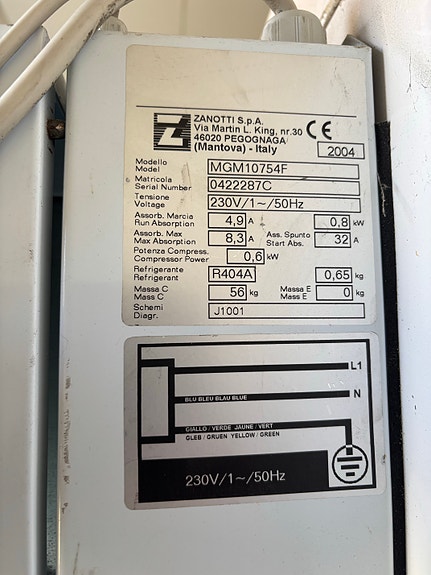 ZANOTTI S.p.A.
Via Martin L. King, nr.30
46020 PEGOGNAGA
(Mantova) - Italy
CE
2004
Modello
Model
MGM10754F
Matricola
Serial Number
0422287C
Tensione
Voltage
230V/1~/50Hz
Assorb. Marcia
Run Absorption
4,9 A
0,8 kW
Assorb. Max
Max Absorption
8,3 A
Ass. Spunto
Start Abs.
32 A
Potenza Compress.
Compressor Power
0,6 kW
Refrigerante
Refrigerant
R404A
0,65 kg
Massa C
Mass C
56 kg
Massa E
Mass E
0 kg
Schemi
Diagr.
J1001
L1
BLU BLEU BLAU BLUE
N
GIALLO / VERDE JAUNE / VERT
GLEB / GRUEN YELLOW / GREEN
230V/1~/50Hz